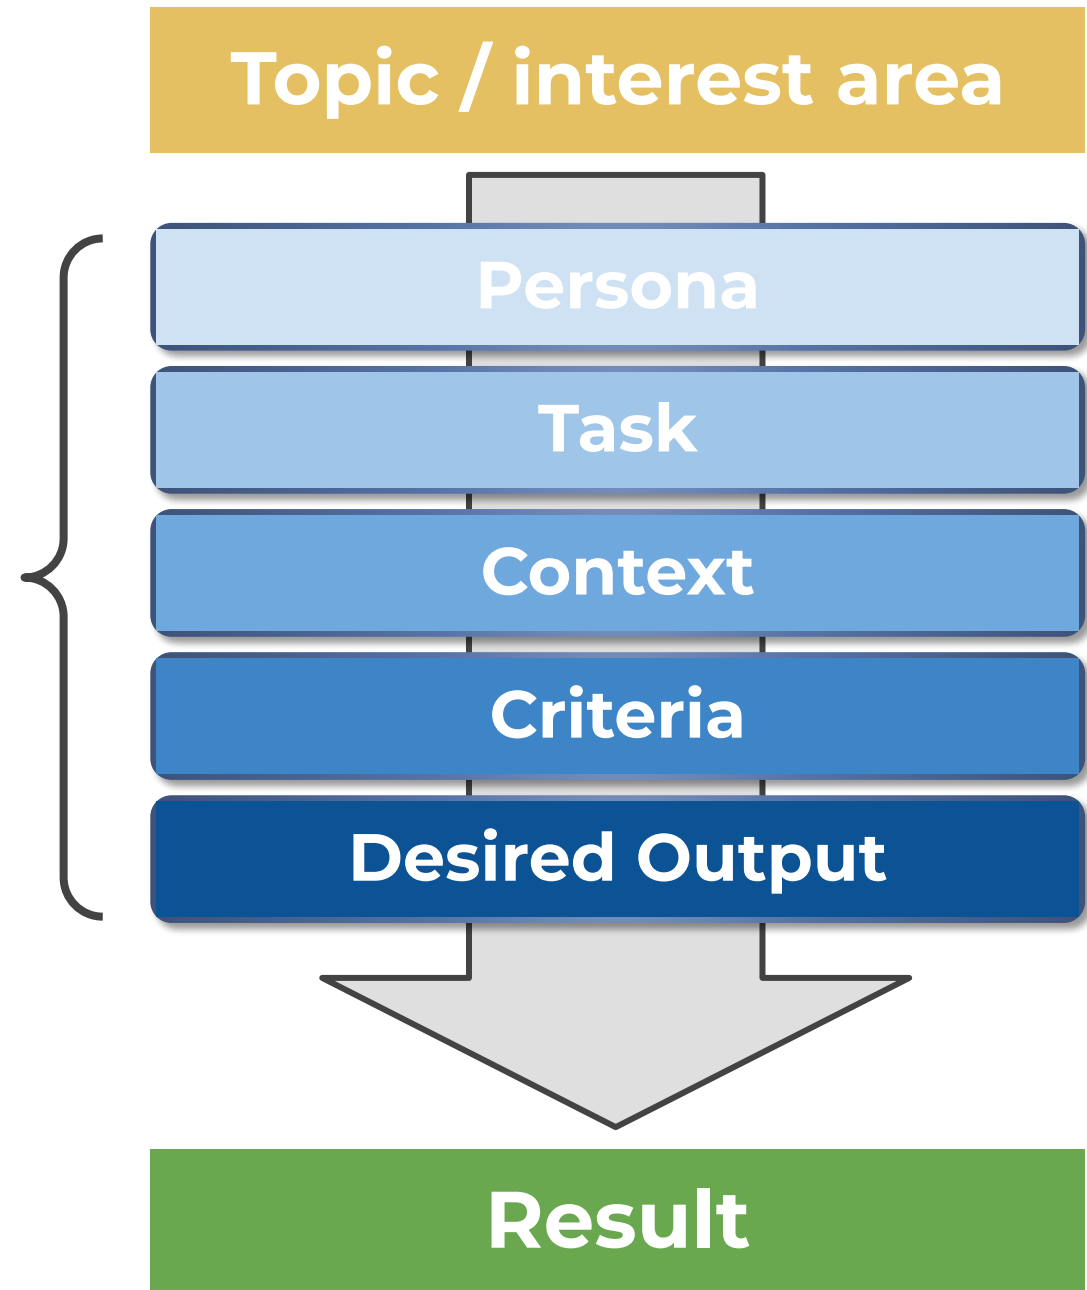 Topic / interest area
Persona
Task
Context
Criteria
Desired Output
Result